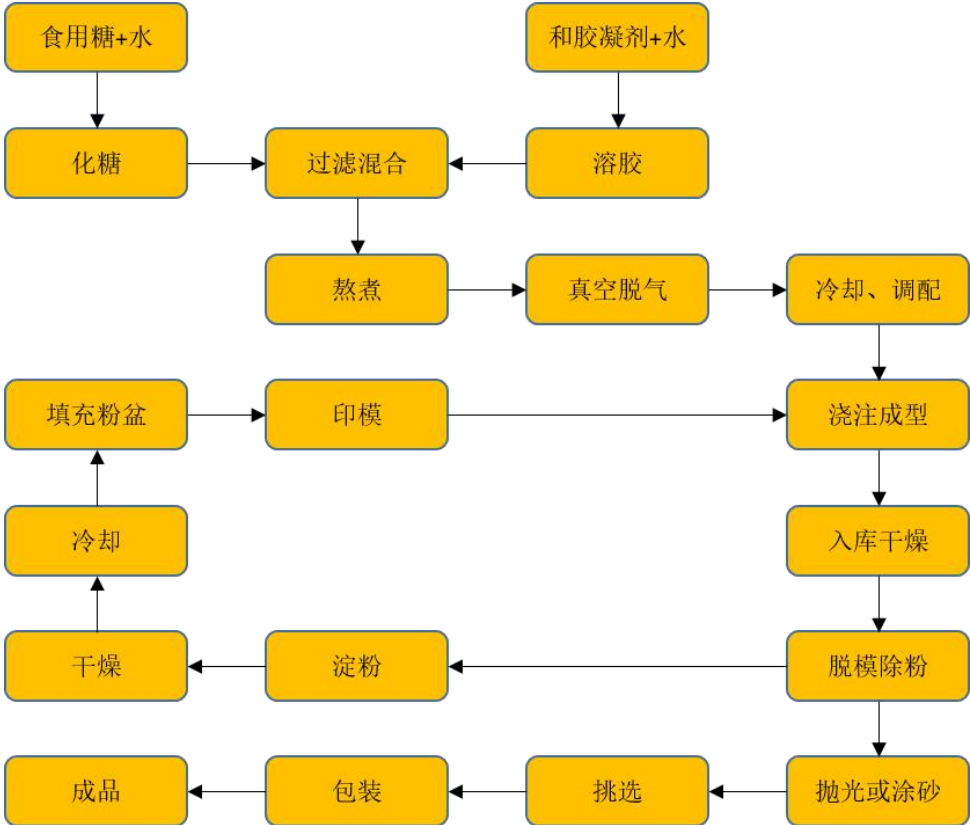 食用糖+水
和胶凝剂+水
化糖
过滤混合
溶胶
熬煮
真空脱气
冷却、调配
填充粉盆
印模
浇注成型
冷却
入库干燥
干燥
淀粉
脱模除粉
成品
包装
挑选
抛光或涂砂